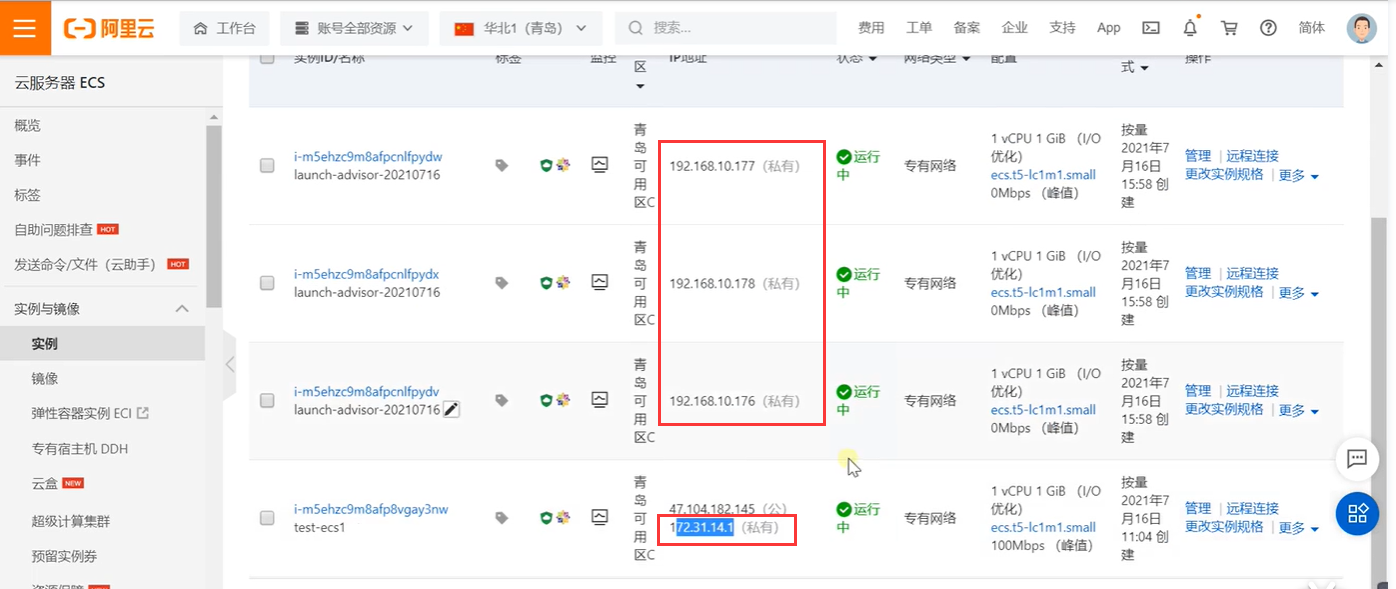 阿里云 工作台 账号全部资源 华北1（青岛） 搜索... 费用 工单 备案 企业 支持 App 简体
云服务器 ECS
概览
事件
标签
自助问题排查 HOT
发送命令/文件（云助手） HOT
实例与镜像
实例
镜像
弹性容器实例 ECI
专有宿主机 DDH
云盒 NEW
超级计算集群
预留实例券
实例ID/名称 标签 监控 区 IP地址 状态 网络类型 配置 式 操作
i-m5ehzc9m8afpcnlfpydw
launch-advisor-20210716
青岛可用区C
192.168.10.177（私有）
运行中
专有网络
1 vCPU 1 GiB （I/O
优化）
ecs.t5-lc1m1.small
0Mbps （峰值）
按量
2021年7
月16日
15:58 创
建
管理 | 远程连接
更改实例规格 | 更多
i-m5ehzc9m8afpcnlfpydx
launch-advisor-20210716
青岛可用区C
192.168.10.178（私有）
运行中
专有网络
1 vCPU 1 GiB （I/O
优化）
ecs.t5-lc1m1.small
0Mbps （峰值）
按量
2021年7
月16日
15:58 创
建
管理 | 远程连接
更改实例规格 | 更多
i-m5ehzc9m8afpcnlfpydv
launch-advisor-20210716
青岛可用区C
192.168.10.176（私有）
运行中
专有网络
1 vCPU 1 GiB （I/O
优化）
ecs.t5-lc1m1.small
0Mbps （峰值）
按量
2021年7
月16日
15:58 创
建
管理 | 远程连接
更改实例规格 | 更多
i-m5ehzc9m8afp8vgay3nw
test-ecs1
青岛可用区C
47.104.182.145（公）
172.31.14.1（私有）
运行中
专有网络
1 vCPU 1 GiB （I/O
优化）
ecs.t5-lc1m1.small
100Mbps （峰值）
按量
2021年7
月16日
11:04 创
建
管理 | 远程连接
更改实例规格 | 更多